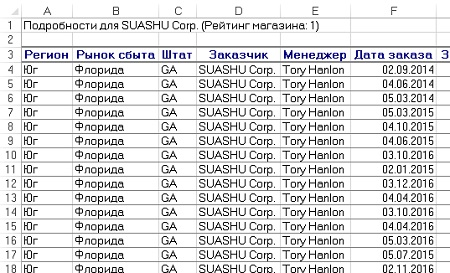 A B C D E F
1 Подробности для SUASHU Corp. (Рейтинг магазина: 1)
2
3 Регион Рынок сбыта Штат Заказчик Менеджер Дата заказа З
4 Юг Флорида GA SUASHU Corp. Tory Hanlon 02.09.2014
5 Юг Флорида GA SUASHU Corp. Tory Hanlon 04.06.2014
6 Юг Флорида GA SUASHU Corp. Tory Hanlon 05.03.2014
7 Юг Флорида GA SUASHU Corp. Tory Hanlon 05.03.2015
8 Юг Флорида GA SUASHU Corp. Tory Hanlon 04.10.2015
9 Юг Флорида GA SUASHU Corp. Tory Hanlon 04.06.2015
10 Юг Флорида GA SUASHU Corp. Tory Hanlon 03.10.2016
11 Юг Флорида GA SUASHU Corp. Tory Hanlon 02.01.2015
12 Юг Флорида GA SUASHU Corp. Tory Hanlon 03.12.2016
13 Юг Флорида GA SUASHU Corp. Tory Hanlon 04.04.2016
14 Юг Флорида GA SUASHU Corp. Tory Hanlon 03.10.2014
15 Юг Флорида GA SUASHU Corp. Tory Hanlon 04.04.2016
16 Юг Флорида GA SUASHU Corp. Tory Hanlon 05.03.2016
17 Юг Флорида GA SUASHU Corp. Tory Hanlon 05.07.2015
18 Юг Флорида GA SUASHU Corp. Tory Hanlon 02.11.2016